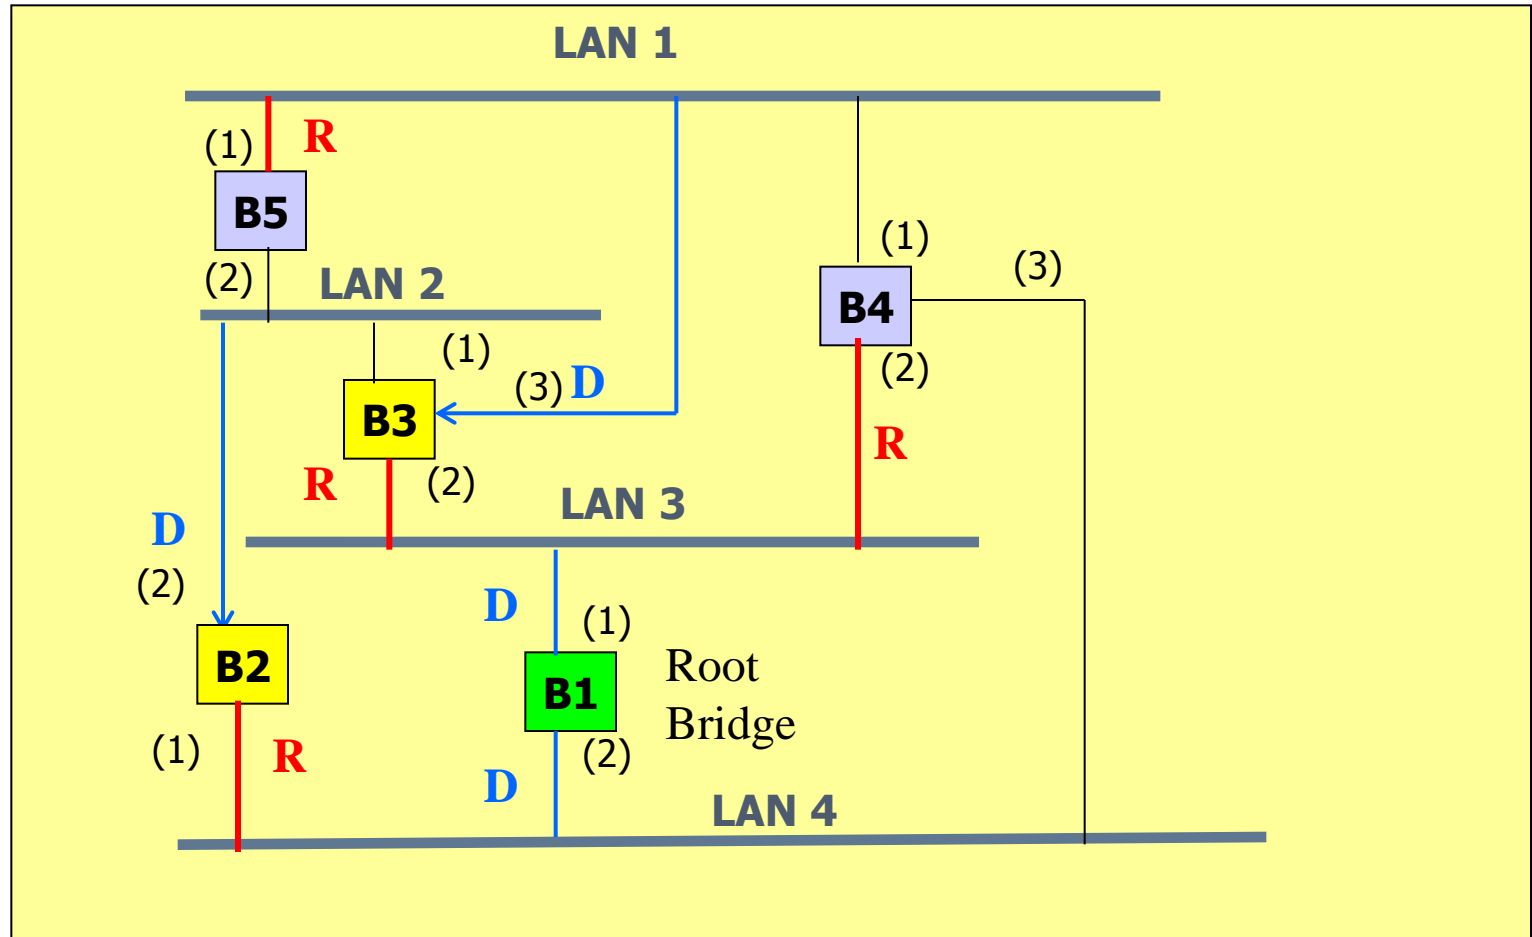 LAN 1
(1) R
B5
(1)
(3)
(2) LAN 2
B4
(1)
(2)
(3) D
B3
R
R (2)
LAN 3
D
(2)
D (1)
B2
B1
Root
Bridge
(1) R
(2)
D
LAN 4